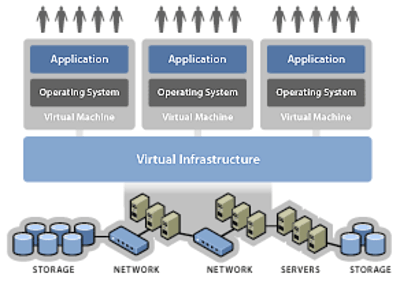 Application
Operating System
Virtual Machine
Application
Operating System
Virtual Machine
Application
Operating System
Virtual Machine
Virtual Infrastructure
STORAGE
NETWORK
NETWORK
SERVERS
STORAGE